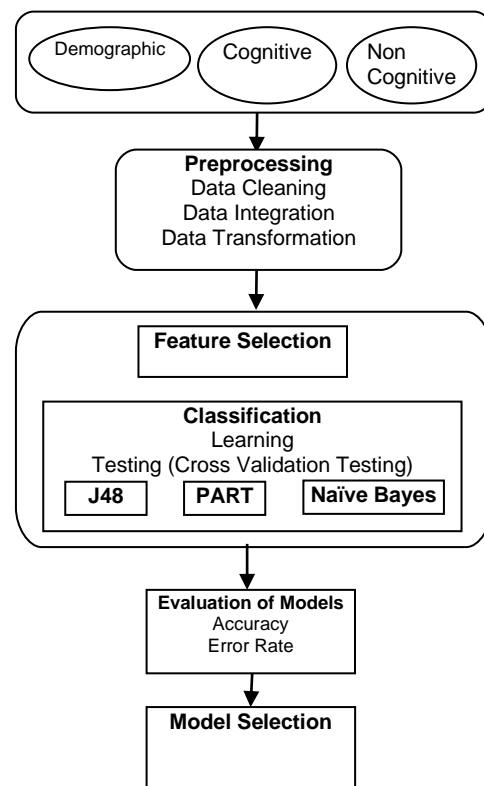 Demographic
Cognitive
Non
Cognitive
Preprocessing
Data Cleaning
Data Integration
Data Transformation
Feature Selection
Classification
Learning
Testing (Cross Validation Testing)
J48 PART Naïve Bayes
Evaluation of Models
Accuracy
Error Rate
Model Selection